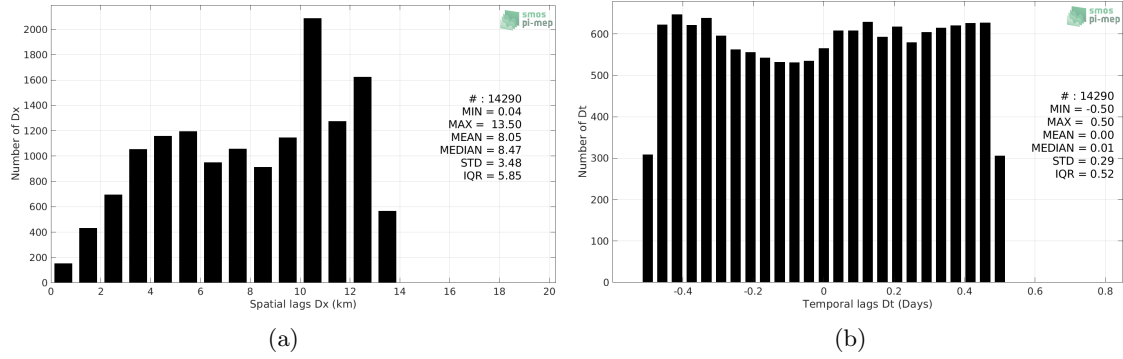 smos
pi-mep
2000
1800
1600
1400
1200
1000
800
600
400
200
0
Number of Dx
# : 14290
MIN = 0.04
MAX = 13.50
MEAN = 8.05
MEDIAN = 8.47
STD = 3.48
IQR = 5.85
0 2 4 6 8 10 12 14 16 18 20
Spatial lags Dx (km)
(a)
smos
pi-mep
600
500
400
300
200
100
0
Number of Dt
# : 14290
MIN = -0.50
MAX = 0.50
MEAN = 0.00
MEDIAN = 0.01
STD = 0.29
IQR = 0.52
-0.4 -0.2 0 0.2 0.4 0.6 0.8
Temporal lags Dt (Days)
(b)